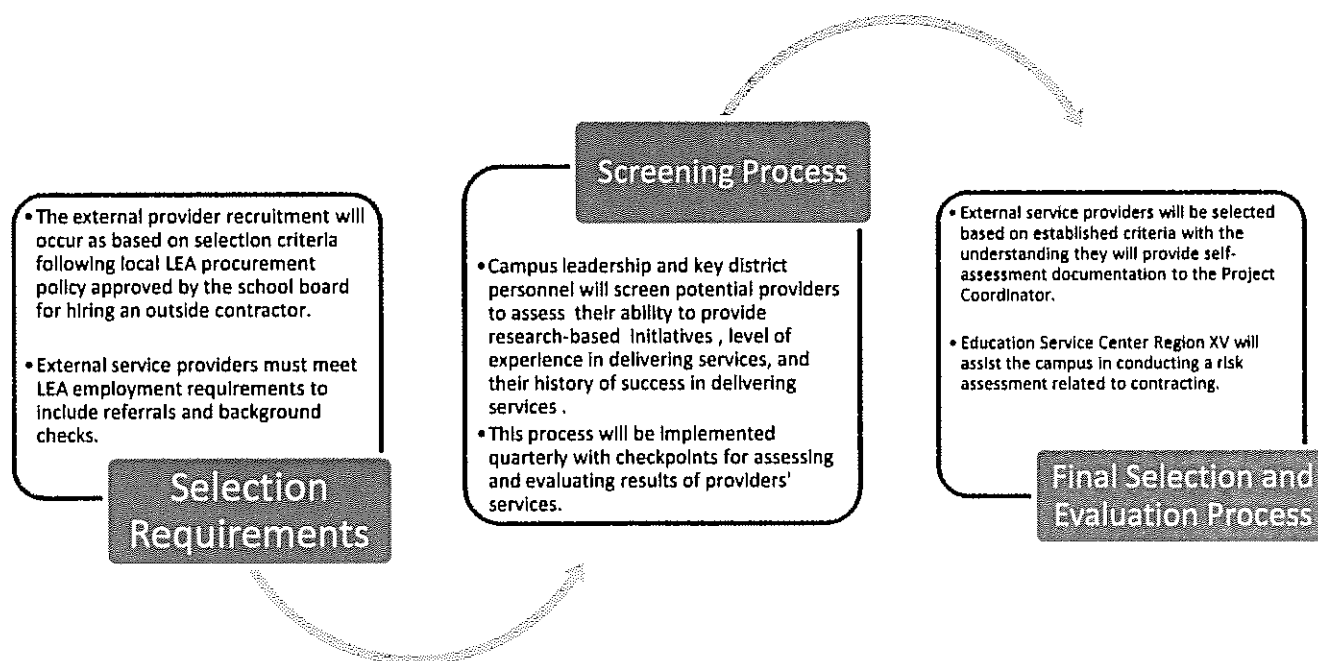 • The external provider recruitment will
occur as based on selection criteria
following local LEA procurement
policy approved by the school board
for hiring an outside contractor.
• External service providers must meet
LEA employment requirements to
include referrals and background
checks.
Selection
Requirements
Screening Process
• Campus leadership and key district
personnel will screen potential providers
to assess their ability to provide
research-based initiatives , level of
experience in delivering services, and
their history of success in delivering
services .
• This process will be implemented
quarterly with checkpoints for assessing
and evaluating results of providers'
services.
• External service providers will be selected
based on established criteria with the
understanding they will provide self-
assessment documentation to the Project
Coordinator.
• Education Service Center Region XV will
assist the campus in conducting a risk
assessment related to contracting.
Final Selection and
Evaluation Process